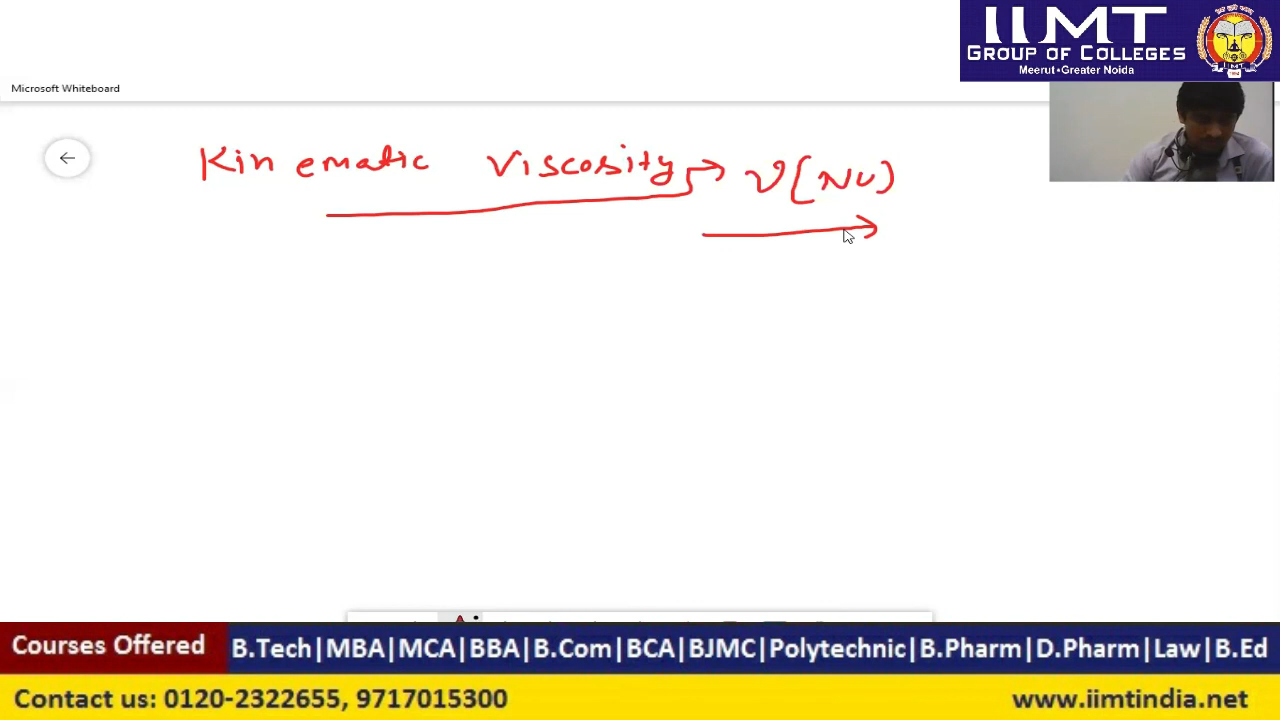 IIMT
GROUP OF COLLEGES
Meerut•Greater Noida
Microsoft Whiteboard
Kinematic Viscosity → ν(Nu)
Courses Offered
B.Tech|MBA|MCA|BBA|B.Com|BCA|BJMC|Polytechnic|B.Pharm|D.Pharm|Law|B.Ed
Contact us: 0120-2322655, 9717015300
www.iimtindia.net